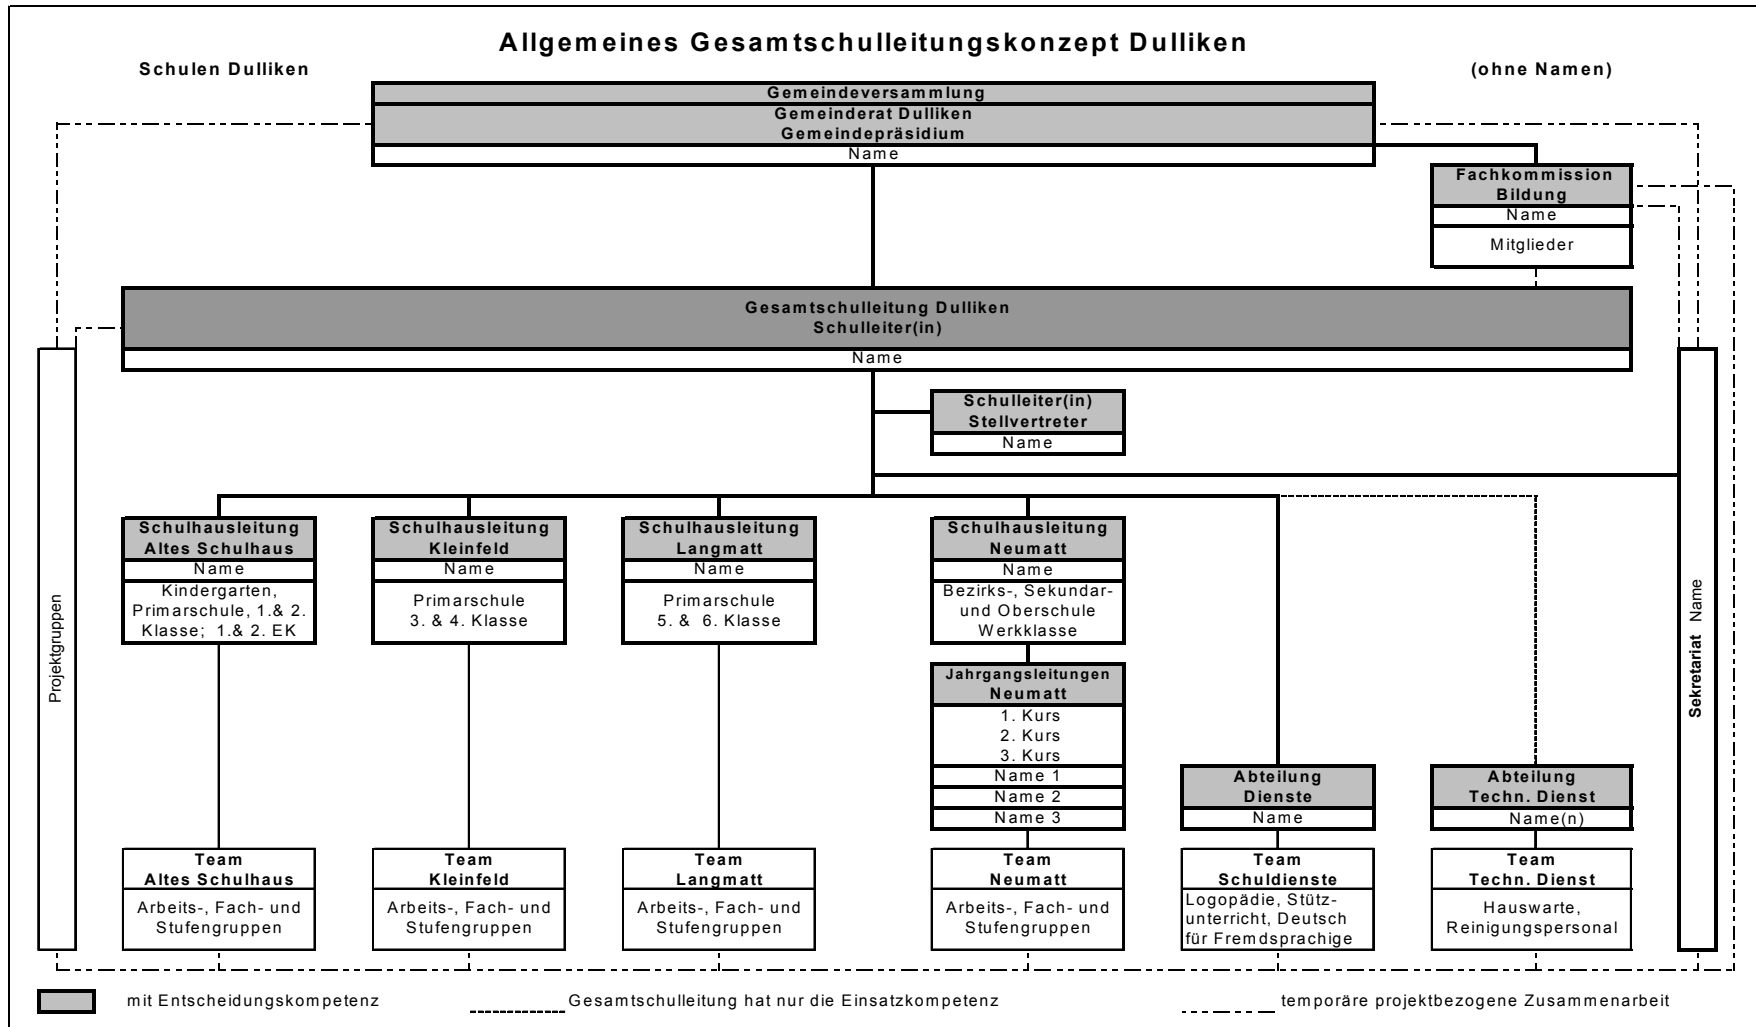 Allgemeines Gesamtschulleitungskonzept Dulliken
Schulen Dulliken
(ohne Namen)
Gemeindeversammlung
Gemeinderat Dulliken
Gemeindepräsidium
Name
Fachkommission
Bildung
Name
Mitglieder
Gesamtschulleitung Dulliken
Schulleiter(in)
Name
Schulleiter(in)
Stellvertreter
Name
Projektgruppen
Sekretariat Name
Schulhausleitung
Altes Schulhaus
Name
Kindergarten,
Primarschule, 1.& 2.
Klasse; 1.& 2. EK
Schulhausleitung
Kleinfeld
Name
Primarschule
3. & 4. Klasse
Schulhausleitung
Langmatt
Name
Primarschule
5. & 6. Klasse
Schulhausleitung
Neumatt
Name
Bezirks-, Sekundar-
und Oberschule
Werkklasse
Jahrgangsleitungen
Neumatt
1. Kurs
2. Kurs
3. Kurs
Name 1
Name 2
Name 3
Abteilung
Dienste
Name
Abteilung
Techn. Dienst
Name(n)
Team
Altes Schulhaus
Arbeits-, Fach- und
Stufengruppen
Team
Kleinfeld
Arbeits-, Fach- und
Stufengruppen
Team
Langmatt
Arbeits-, Fach- und
Stufengruppen
Team
Neumatt
Arbeits-, Fach- und
Stufengruppen
Team
Schuldienste
Logopädie, Stütz-
unterricht, Deutsch
für Fremdsprachige
Team
Techn. Dienst
Hauswarte,
Reinigungspersonal
mit Entscheidungskompetenz
Gesamtschulleitung hat nur die Einsatzkompetenz
temporäre projektbezogene Zusammenarbeit